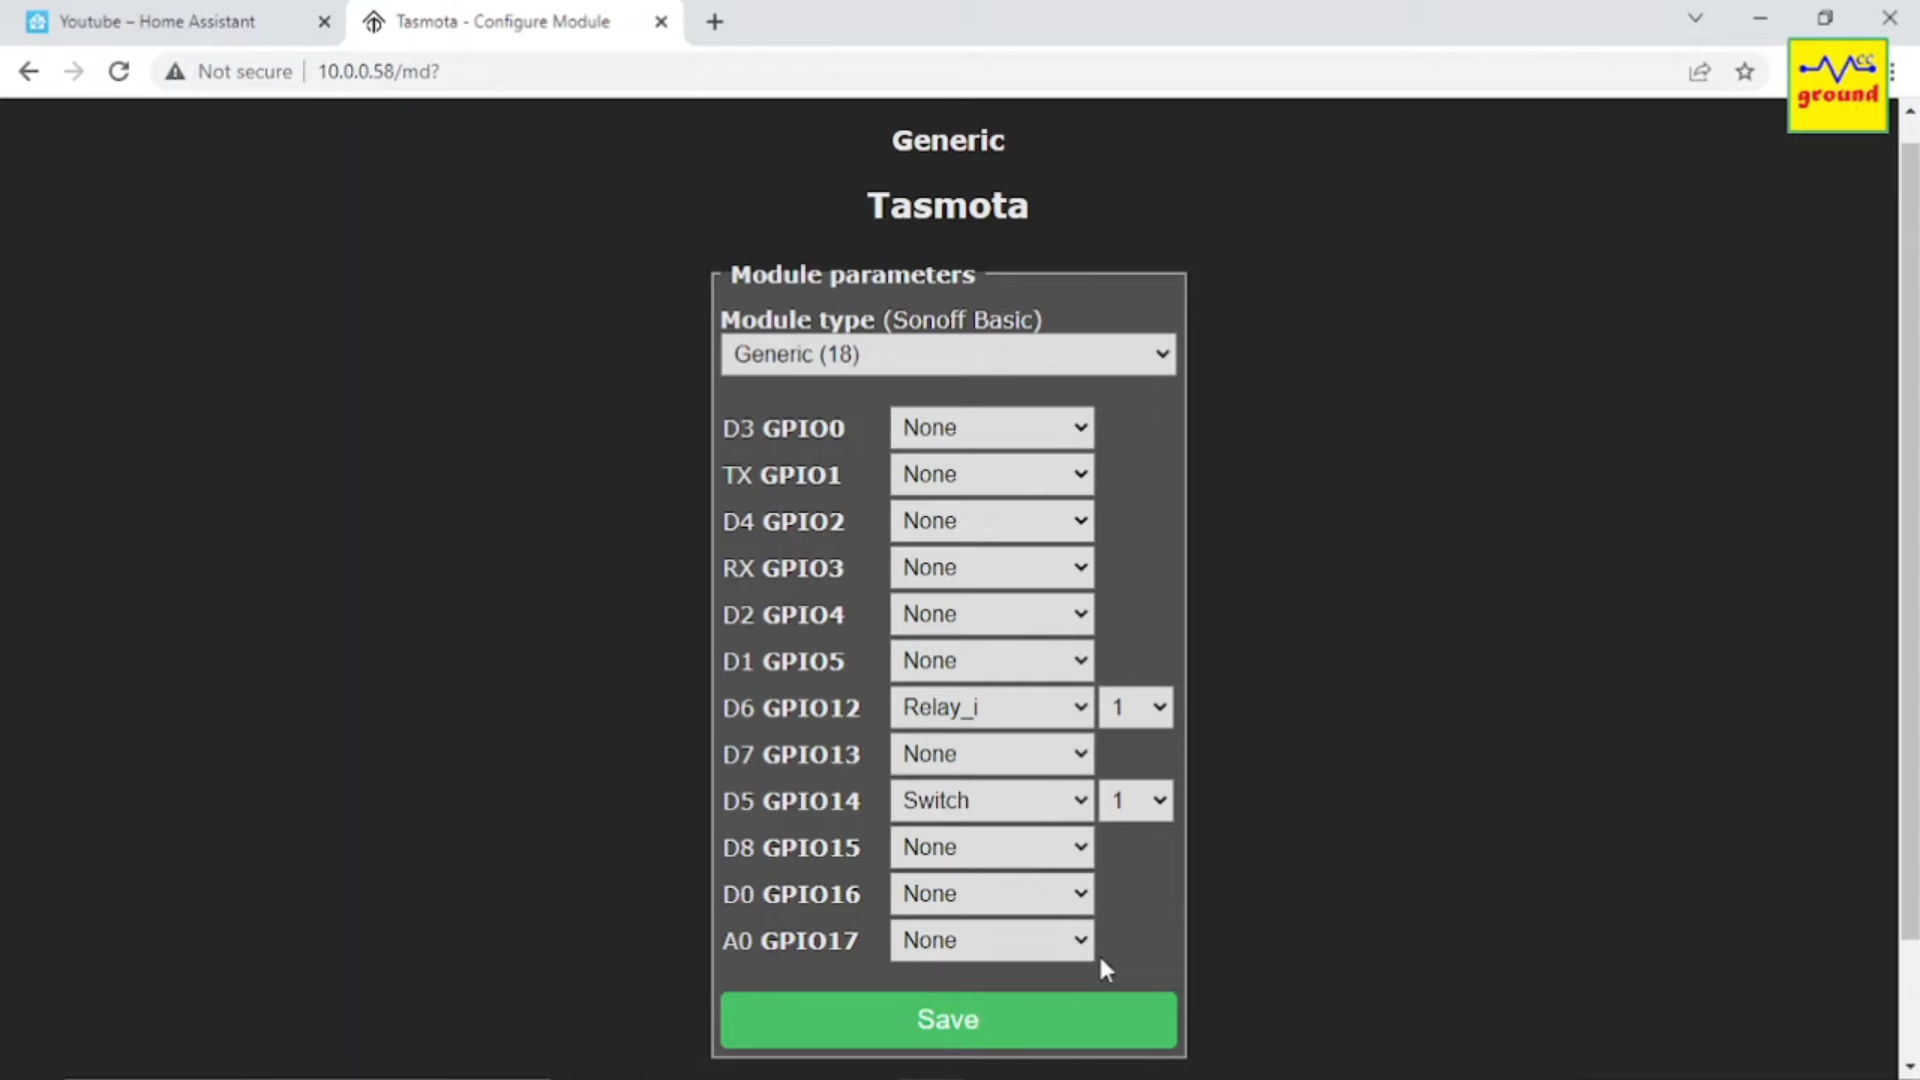 Youtube – Home Assistant
Tasmota - Configure Module
Not secure
10.0.0.58/md?
CC
ground
Generic
Tasmota
Module parameters
Module type (Sonoff Basic)
Generic (18)
D3 GPIO0 None
TX GPIO1 None
D4 GPIO2 None
RX GPIO3 None
D2 GPIO4 None
D1 GPIO5 None
D6 GPIO12 Relay_i 1
D7 GPIO13 None
D5 GPIO14 Switch 1
D8 GPIO15 None
D0 GPIO16 None
A0 GPIO17 None
Save